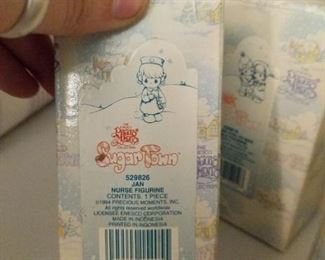 Precious Moments
Sugar Town
529826
JAN
NURSE FIGURINE
CONTENTS: 1 PIECE
©1994 PRECIOUS MOMENTS, INC.
All rights reserved worldwide
LICENSEE ENESCO CORPORATION
MADE IN INDONESIA
PRINTED IN INDONESIA